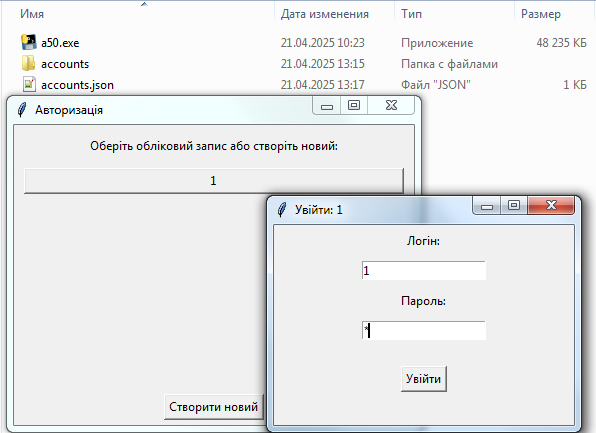 Имя Дата изменения Тип Размер
a50.exe 21.04.2025 10:23 Приложение 48 235 КБ
accounts 21.04.2025 13:15 Папка с файлами
accounts.json 21.04.2025 13:17 Файл "JSON" 1 КБ
Авторизація
Оберіть обліковий запис або створіть новий:
1
Створити новий
Увійти: 1
Логін:
1
Пароль:
*
Увійти